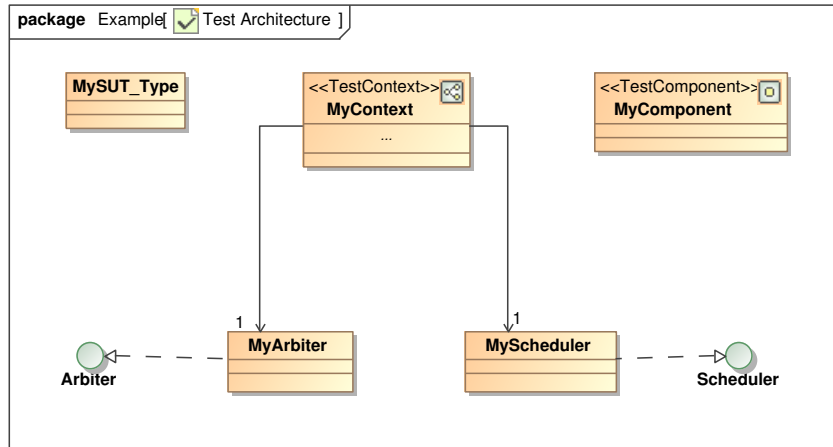 package Example[ Test Architecture ]
MySUT_Type
<<TestContext>>
MyContext
...
<<TestComponent>>
MyComponent
1
1
MyArbiter
MyScheduler
Arbiter
Scheduler